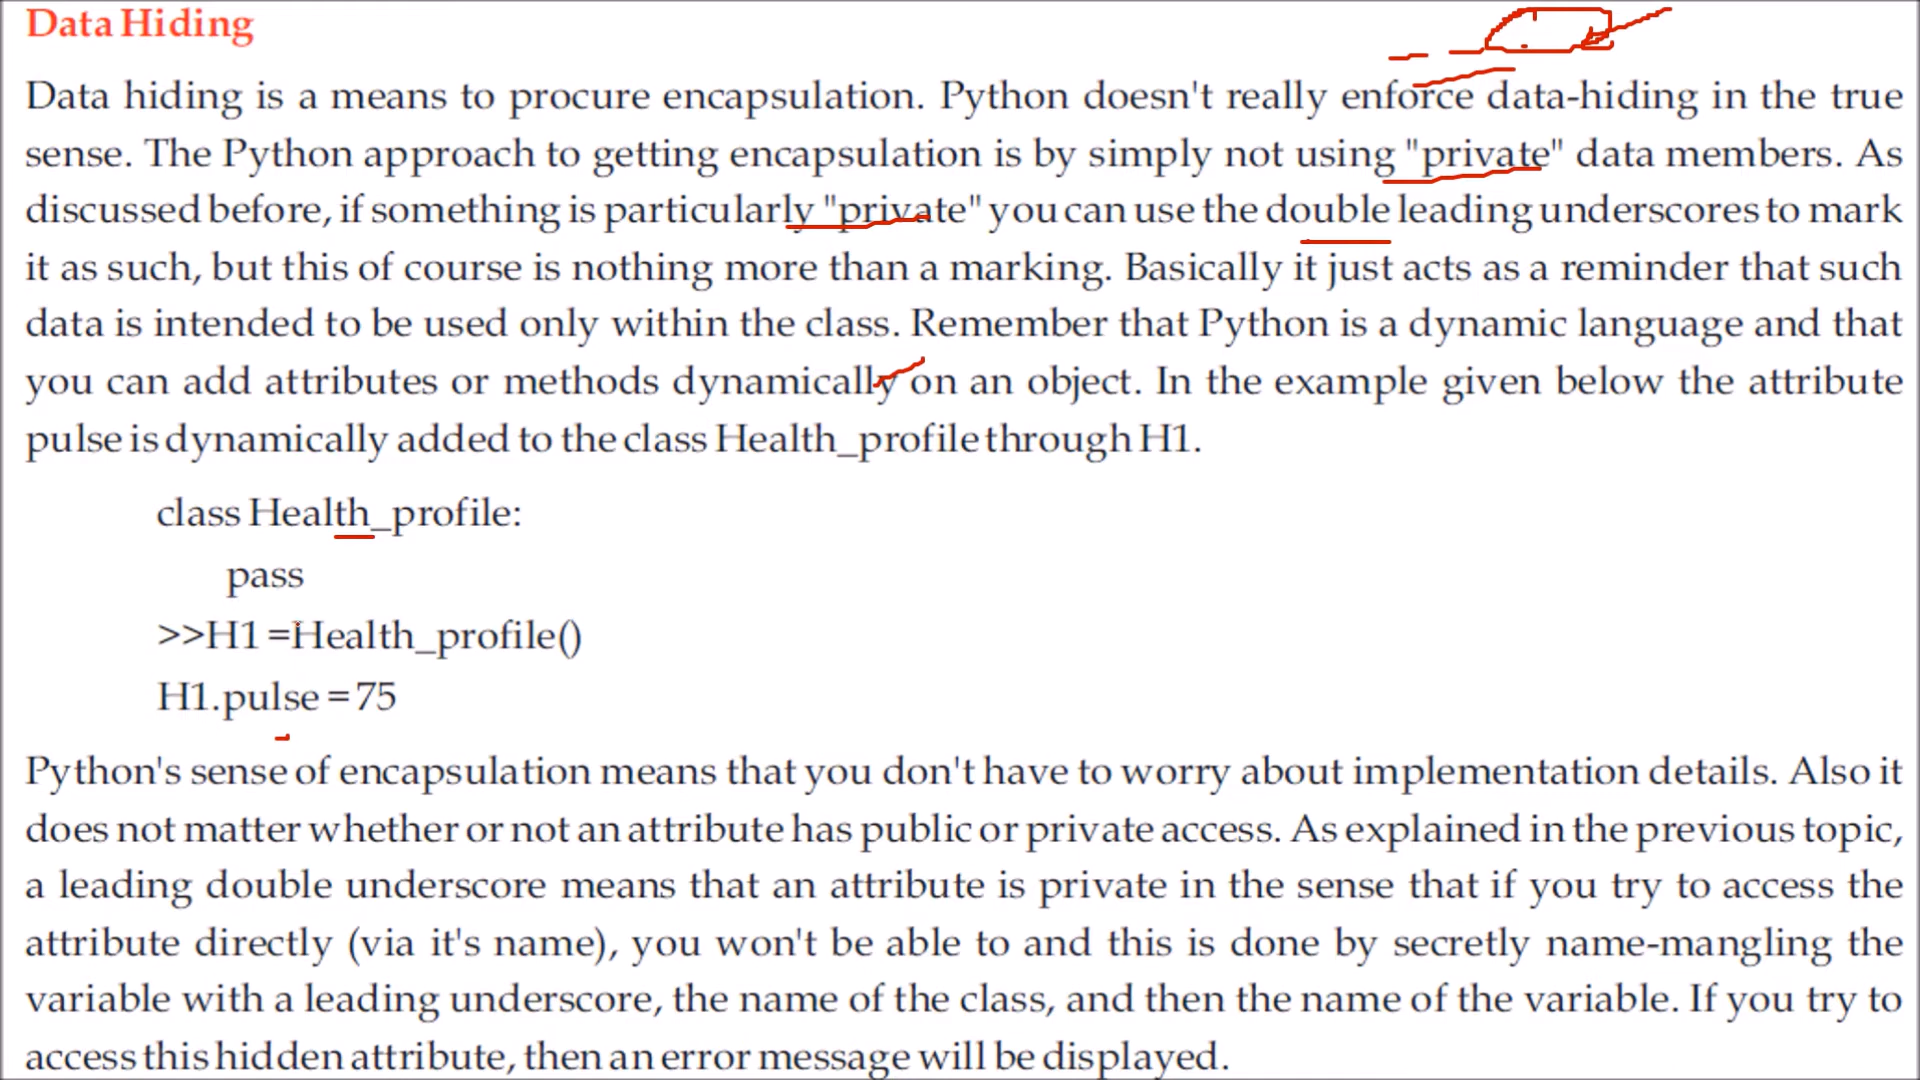 Data Hiding
Data hiding is a means to procure encapsulation. Python doesn't really enforce data-hiding in the true
sense. The Python approach to getting encapsulation is by simply not using "private" data members. As
discussed before, if something is particularly "private" you can use the double leading underscores to mark
it as such, but this of course is nothing more than a marking. Basically it just acts as a reminder that such
data is intended to be used only within the class. Remember that Python is a dynamic language and that
you can add attributes or methods dynamically on an object. In the example given below the attribute
pulse is dynamically added to the class Health_profile through H1.
class Health_profile:
pass
>>H1 =Health_profile()
H1.pulse = 75
Python's sense of encapsulation means that you don't have to worry about implementation details. Also it
does not matter whether or not an attribute has public or private access. As explained in the previous topic,
a leading double underscore means that an attribute is private in the sense that if you try to access the
attribute directly (via it's name), you won't be able to and this is done by secretly name-mangling the
variable with a leading underscore, the name of the class, and then the name of the variable. If you try to
access this hidden attribute, then an error message will be displayed.